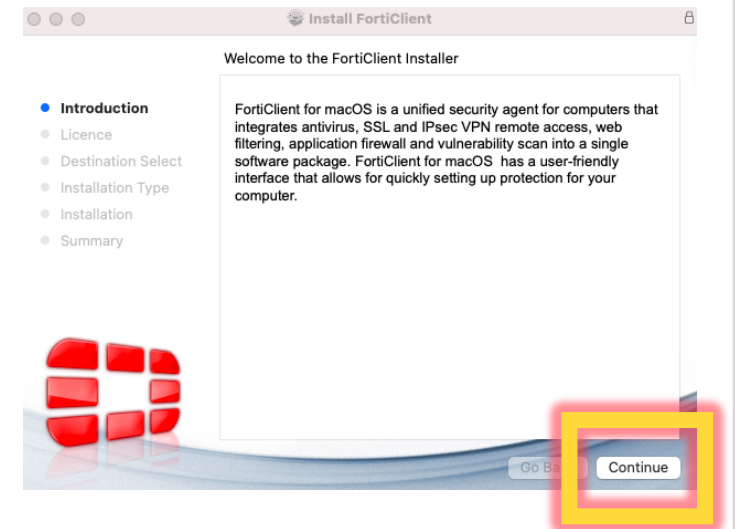 Install FortiClient
Welcome to the FortiClient Installer
Introduction
Licence
Destination Select
Installation Type
Installation
Summary
FortiClient for macOS is a unified security agent for computers that
integrates antivirus, SSL and IPsec VPN remote access, web
filtering, application firewall and vulnerability scan into a single
software package. FortiClient for macOS has a user-friendly
interface that allows for quickly setting up protection for your
computer.
Go
Continue